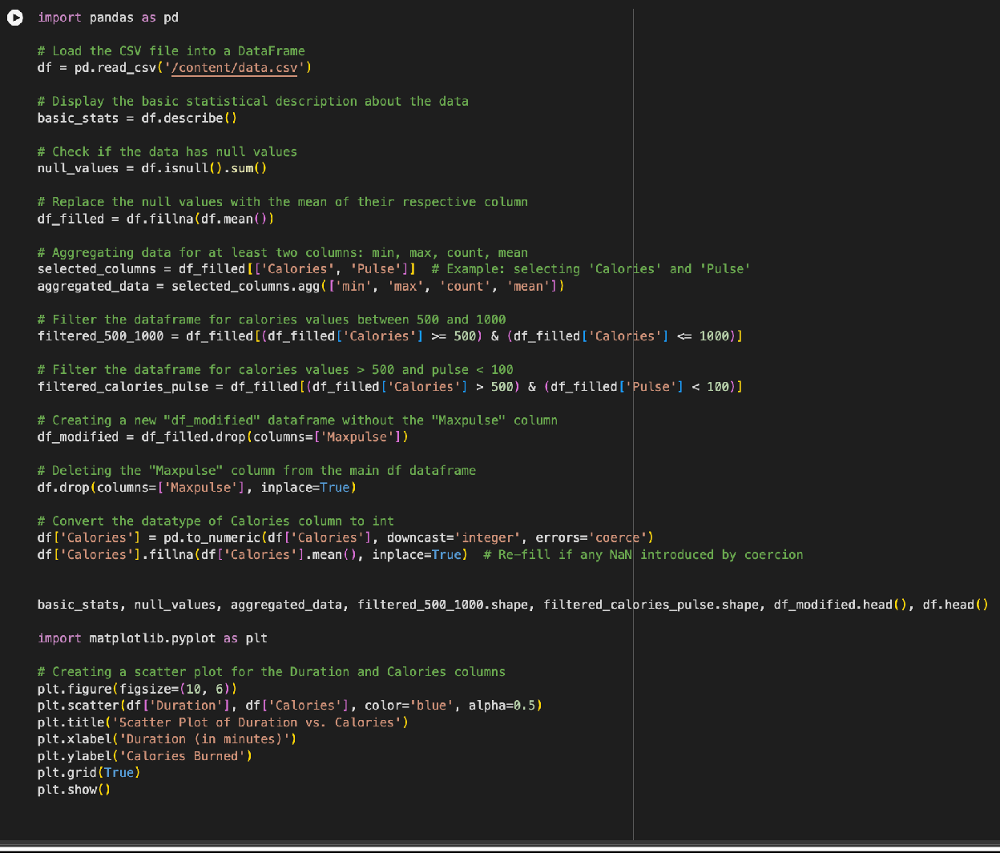 import pandas as pd
# Load the CSV file into a DataFrame
df = pd.read_csv('/content/data.csv')
# Display the basic statistical description about the data
basic_stats = df.describe()
# Check if the data has null values
null_values = df.isnull().sum()
# Replace the null values with the mean of their respective column
df_filled = df.fillna(df.mean())
# Aggregating data for at least two columns: min, max, count, mean
selected_columns = df_filled[['Calories', 'Pulse']]  # Example: selecting 'Calories' and 'Pulse'
aggregated_data = selected_columns.agg(['min', 'max', 'count', 'mean'])
# Filter the dataframe for calories values between 500 and 1000
filtered_500_1000 = df_filled[(df_filled['Calories'] >= 500) & (df_filled['Calories'] <= 1000)]
# Filter the dataframe for calories values > 500 and pulse < 100
filtered_calories_pulse = df_filled[(df_filled['Calories'] > 500) & (df_filled['Pulse'] < 100)]
# Creating a new "df_modified" dataframe without the "Maxpulse" column
df_modified = df_filled.drop(columns=['Maxpulse'])
# Deleting the "Maxpulse" column from the main df dataframe
df.drop(columns=['Maxpulse'], inplace=True)
# Convert the datatype of Calories column to int
df['Calories'] = pd.to_numeric(df['Calories'], downcast='integer', errors='coerce')
df['Calories'].fillna(df['Calories'].mean(), inplace=True)  # Re-fill if any NaN introduced by coercion
basic_stats, null_values, aggregated_data, filtered_500_1000.shape, filtered_calories_pulse.shape, df_modified.head(), df.head()
import matplotlib.pyplot as plt
# Creating a scatter plot for the Duration and Calories columns
plt.figure(figsize=(10, 6))
plt.scatter(df['Duration'], df['Calories'], color='blue', alpha=0.5)
plt.title('Scatter Plot of Duration vs. Calories')
plt.xlabel('Duration (in minutes)')
plt.ylabel('Calories Burned')
plt.grid(True)
plt.show()